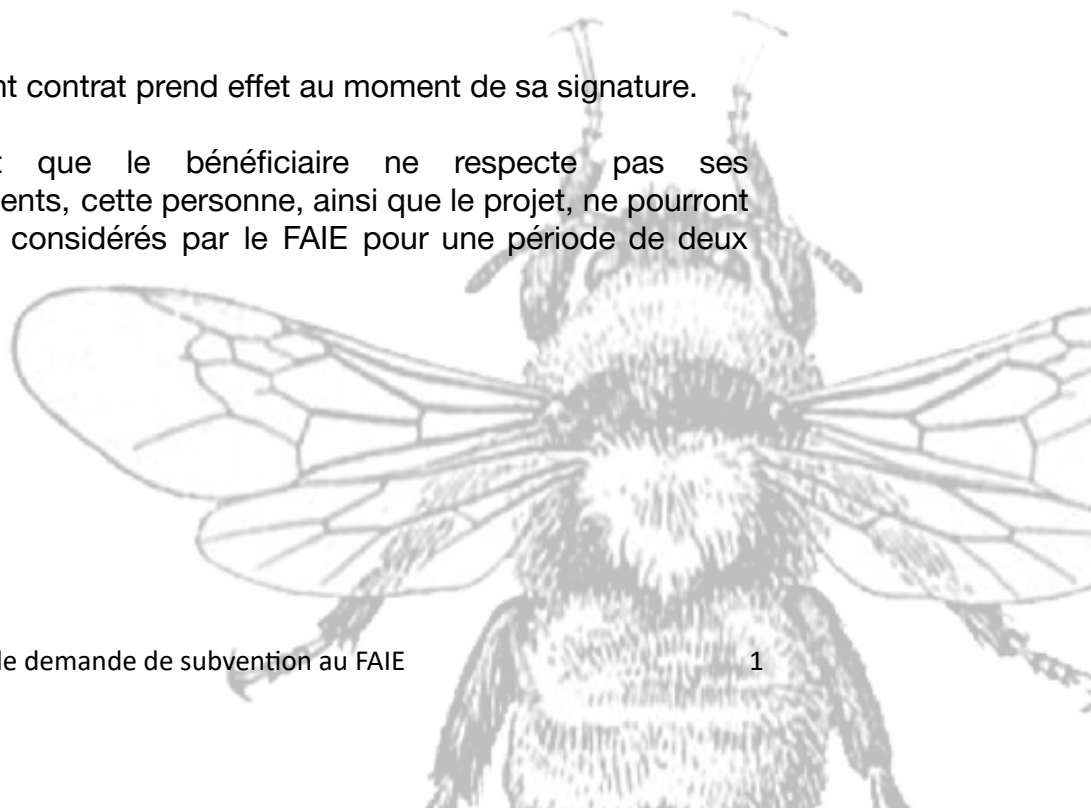 nt contrat prend effet au moment de sa signature.
que le bénéficiaire ne respecte pas ses
ents, cette personne, ainsi que le projet, ne pourront
considérés par le FAIE pour une période de deux
de demande de subvention au FAIE 1